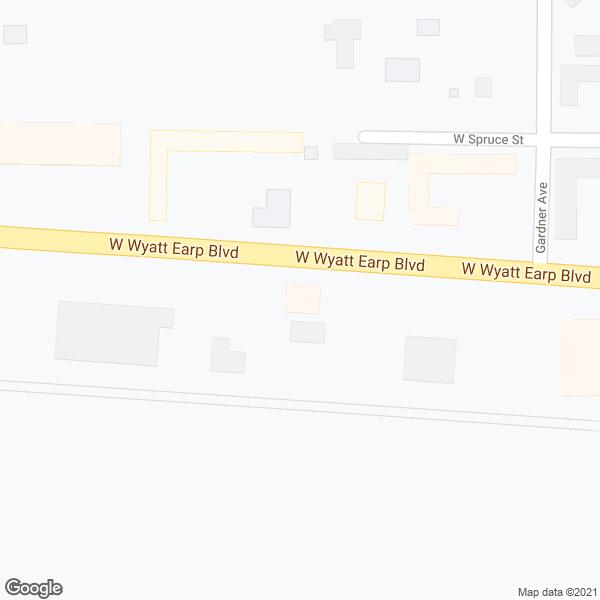 W Spruce St
Gardner Ave
W Wyatt Earp Blvd
W Wyatt Earp Blvd
W Wyatt Earp Blvd
Google
Map data ©2021